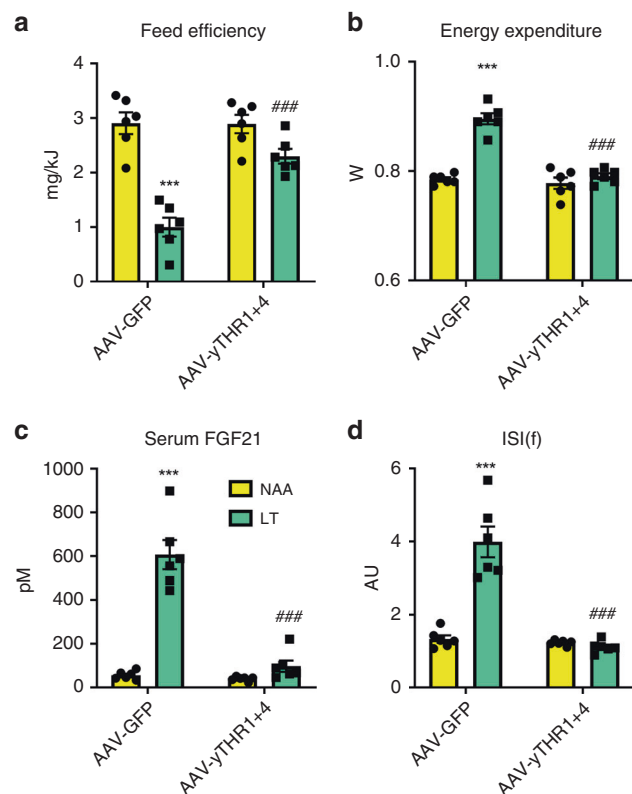 a
Feed efficiency
mg/kJ
4
3
2
1
0
***
###
AAV-GFP
AAV-yTHR1+4
b
Energy expenditure
W
1.0
0.8
0.6
***
###
AAV-GFP
AAV-yTHR1+4
c
Serum FGF21
pM
1000
800
600
400
200
0
***
###
NAA
LT
AAV-GFP
AAV-yTHR1+4
d
ISI(f)
AU
6
4
2
0
***
###
AAV-GFP
AAV-yTHR1+4